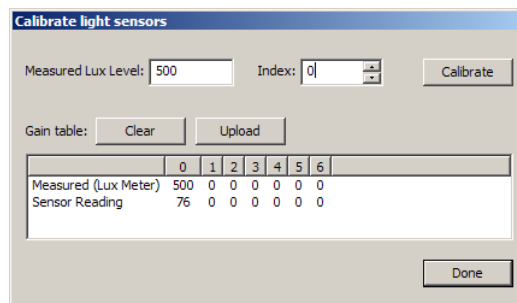 Calibrate light sensors
Measured Lux Level: 500 Index: 0 Calibrate
Gain table: Clear Upload
0 1 2 3 4 5 6
Measured (Lux Meter) 500 0 0 0 0 0 0
Sensor Reading 76 0 0 0 0 0 0
Done